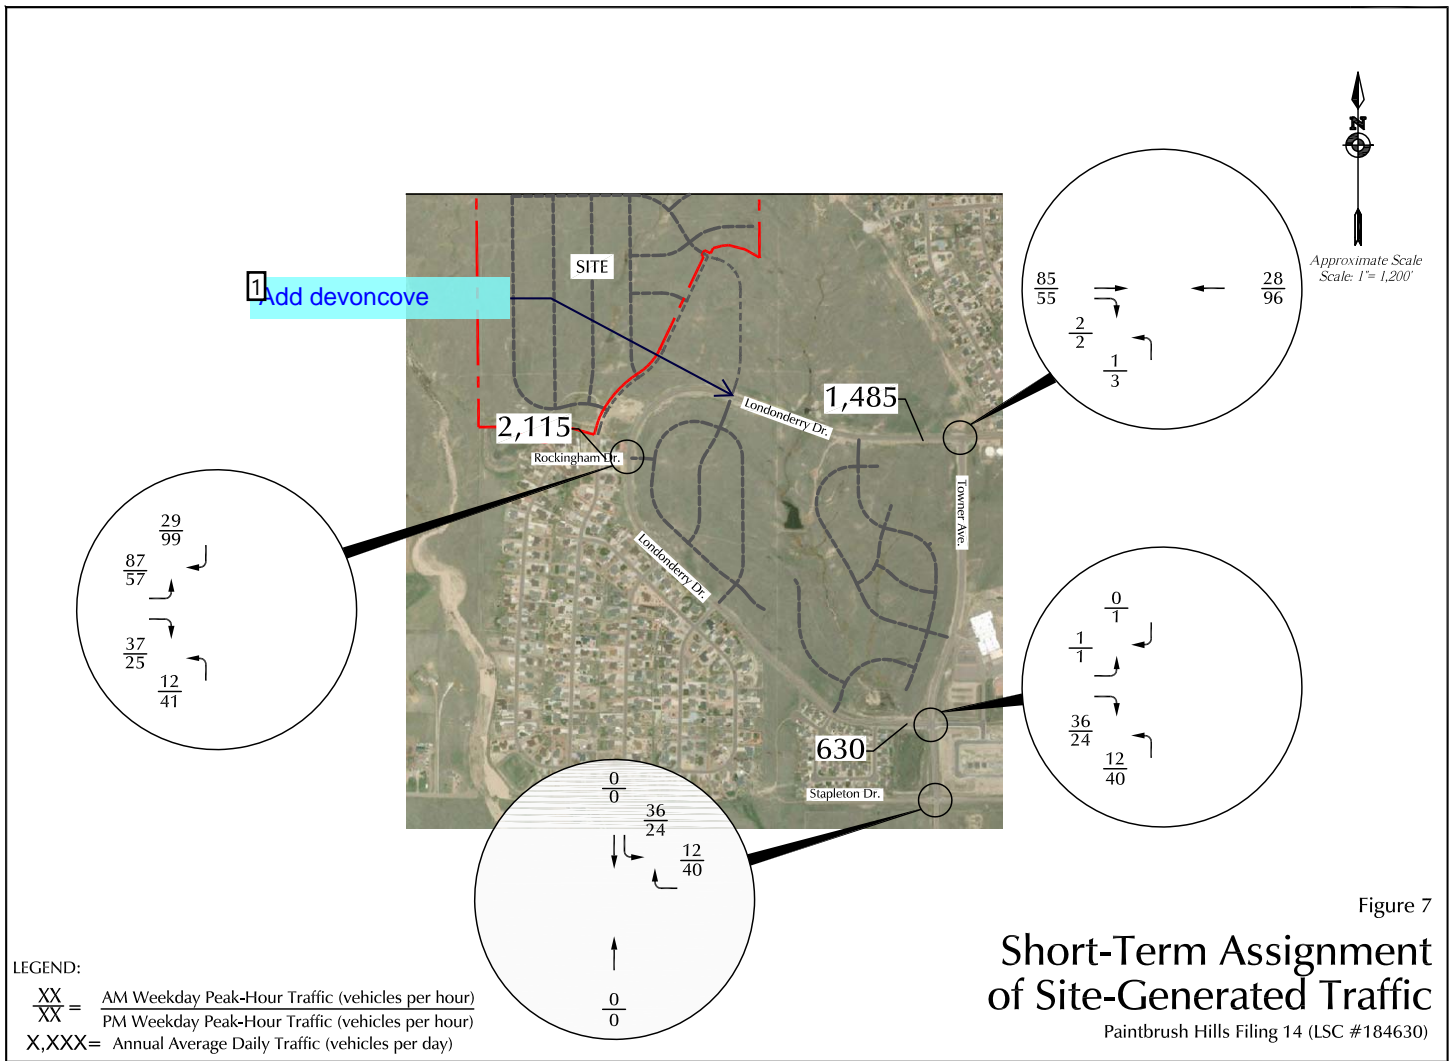 N
Approximate Scale
Scale: 1"= 1,200'
SITE
1
Add devoncove
85
55
28
96
2
2
1
3
1,485
Londonderry Dr.
2,115
Rockingham Dr.
Towner Ave.
29
99
87
57
37
25
12
41
Londonderry Dr.
0
1
1
1
36
24
12
40
630
Stapleton Dr.
0
0
36
24
12
40
0
0
Figure 7
Short-Term Assignment
of Site-Generated Traffic
Paintbrush Hills Filing 14 (LSC #184630)
LEGEND:
XX
XX
= AM Weekday Peak-Hour Traffic (vehicles per hour)
PM Weekday Peak-Hour Traffic (vehicles per hour)
X,XXX= Annual Average Daily Traffic (vehicles per day)